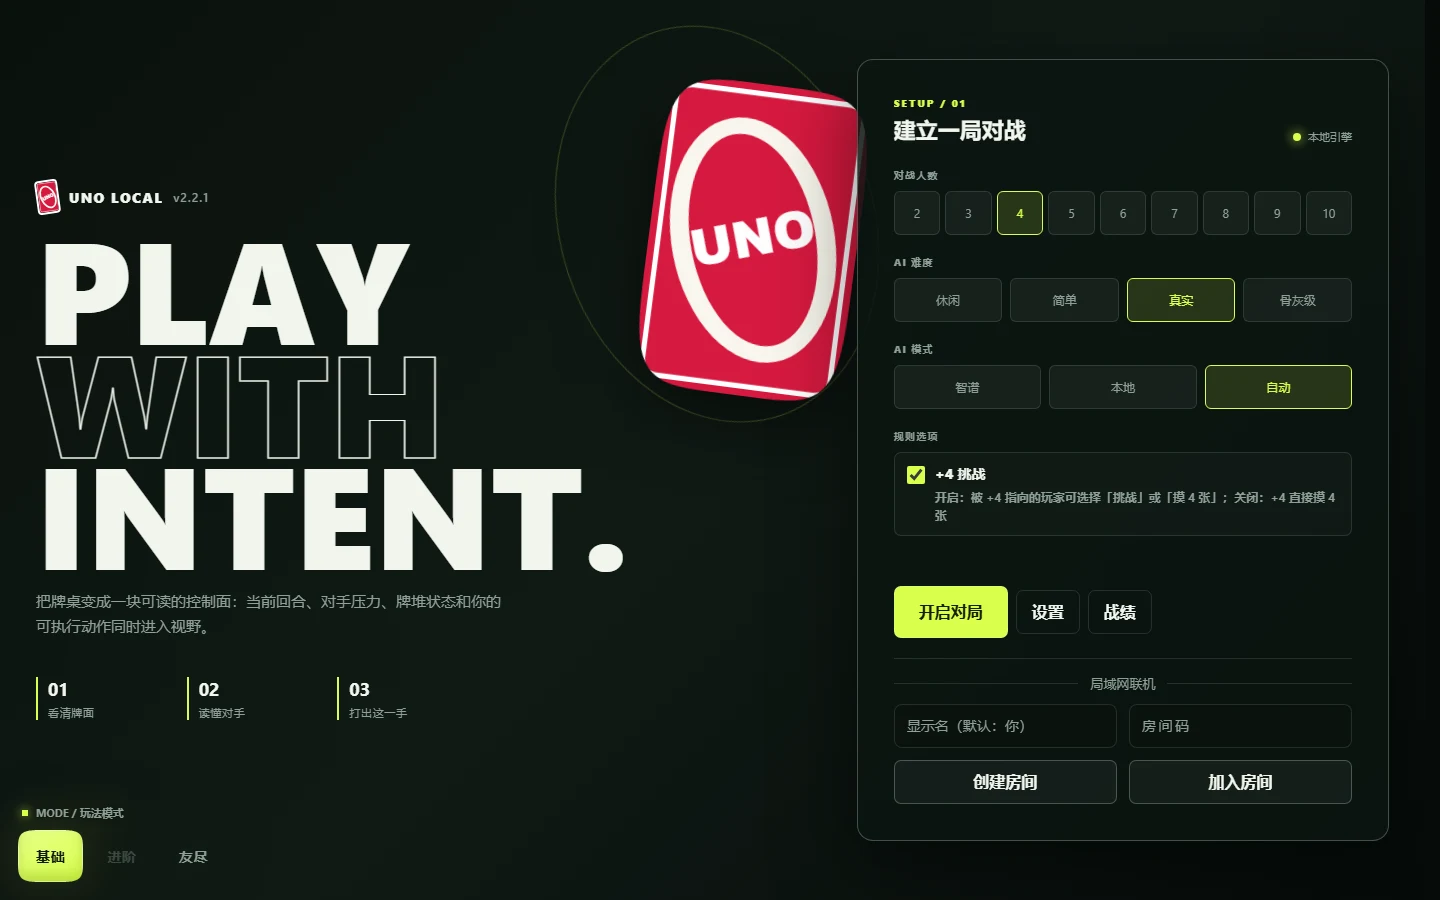 UNO LOCAL v2.2.1
UNO
PLAY
WITH
INTENT.
把牌桌变成一块可读的控制面：当前回合、对手压力、牌堆状态和你的
可执行动作同时进入视野。
01
看清牌面
02
读懂对手
03
打出这一手
MODE / 玩法模式
基础
进阶
友尽
UNO
SETUP / 01
建立一局对战
本地引擎
对战人数
2 3 4 5 6 7 8 9 10
AI 难度
休闲 简单 真实 骨灰级
AI 模式
智谱 本地 自动
规则选项
+4 挑战
开启：被 +4 指向的玩家可选择「挑战」或「摸 4 张」；关闭：+4 直接摸 4
张
开启对局 设置 战绩
局域网联机
显示名（默认：你） 房间码
创建房间 加入房间